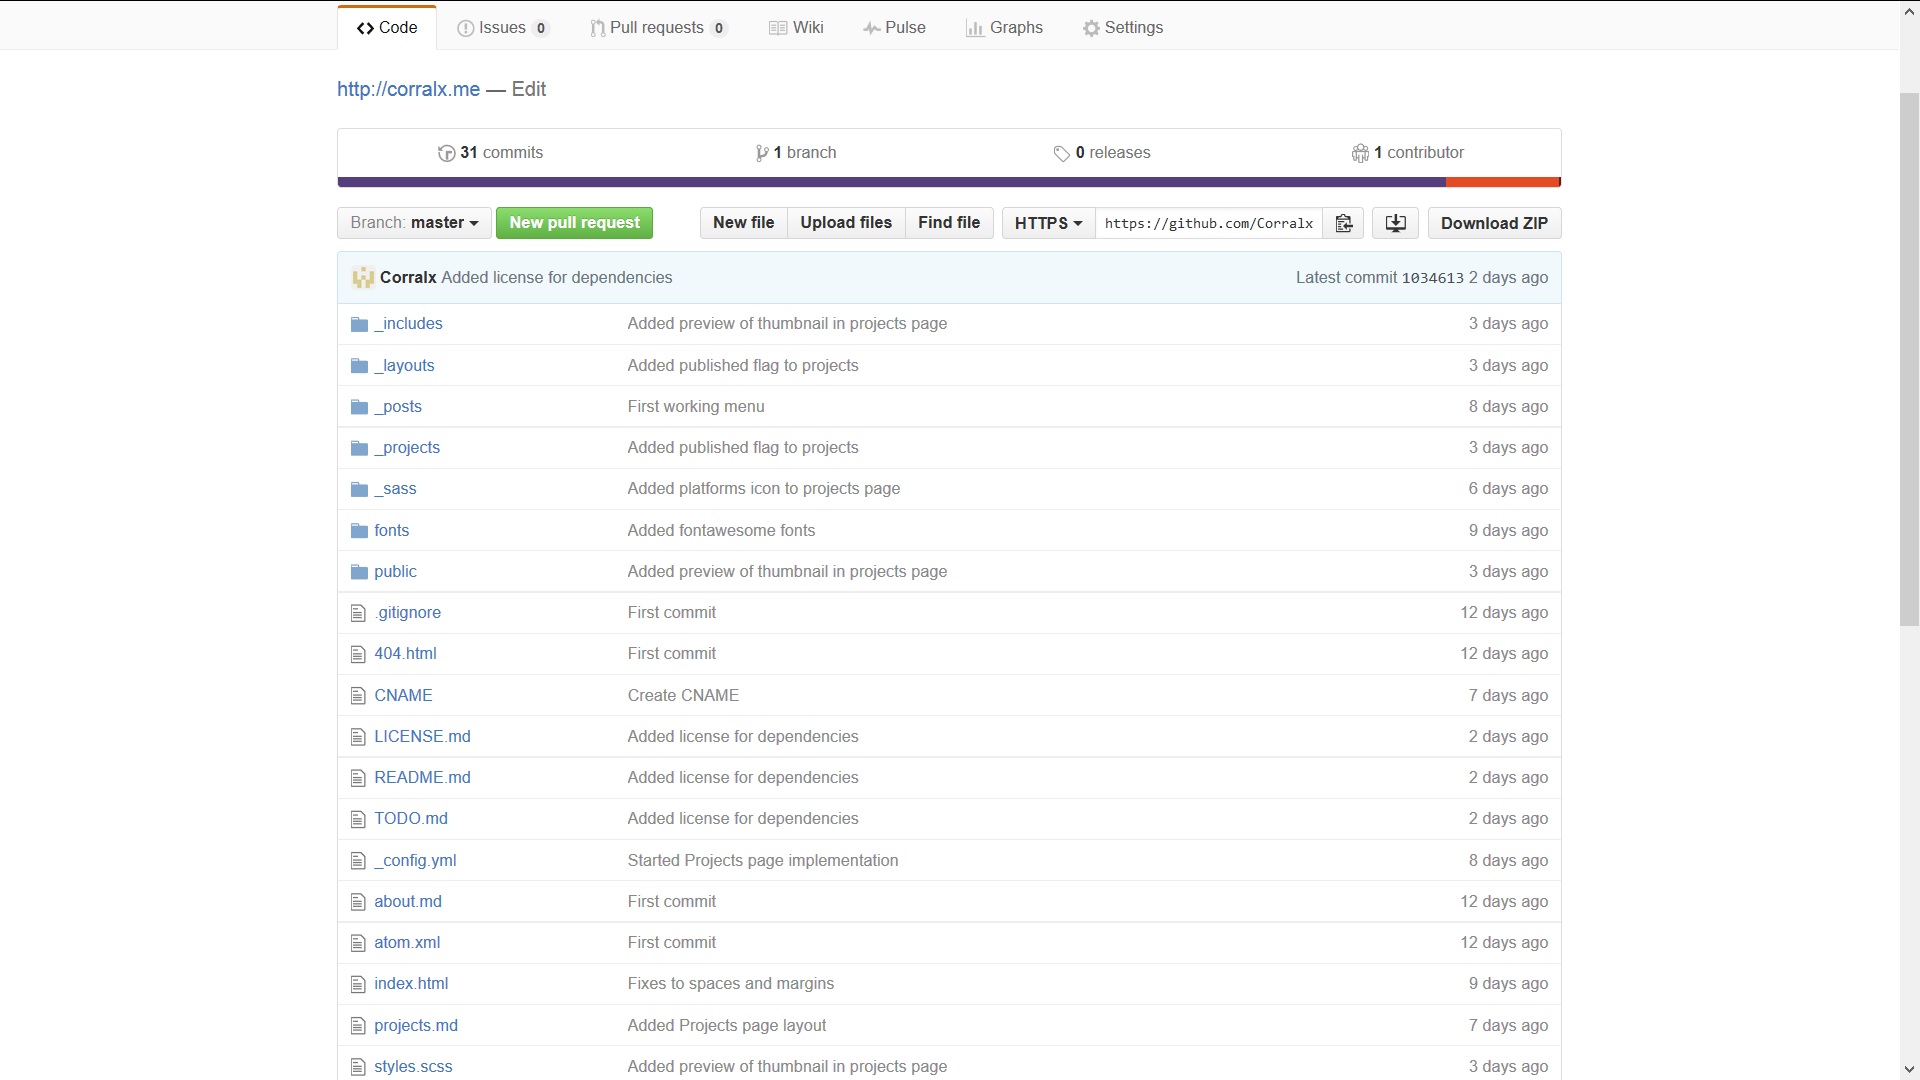 Code Issues 0 Pull requests 0 Wiki Pulse Graphs Settings
http://corralx.me — Edit
31 commits 1 branch 0 releases 1 contributor
Branch: master New pull request New file Upload files Find file HTTPS https://github.com/Corralx Download ZIP
Corralx Added license for dependencies Latest commit 1034613 2 days ago
_includes Added preview of thumbnail in projects page 3 days ago
_layouts Added published flag to projects 3 days ago
_posts First working menu 8 days ago
_projects Added published flag to projects 3 days ago
_sass Added platforms icon to projects page 6 days ago
fonts Added fontawesome fonts 9 days ago
public Added preview of thumbnail in projects page 3 days ago
.gitignore First commit 12 days ago
404.html First commit 12 days ago
CNAME Create CNAME 7 days ago
LICENSE.md Added license for dependencies 2 days ago
README.md Added license for dependencies 2 days ago
TODO.md Added license for dependencies 2 days ago
_config.yml Started Projects page implementation 8 days ago
about.md First commit 12 days ago
atom.xml First commit 12 days ago
index.html Fixes to spaces and margins 9 days ago
projects.md Added Projects page layout 7 days ago
styles.scss Added preview of thumbnail in projects page 3 days ago